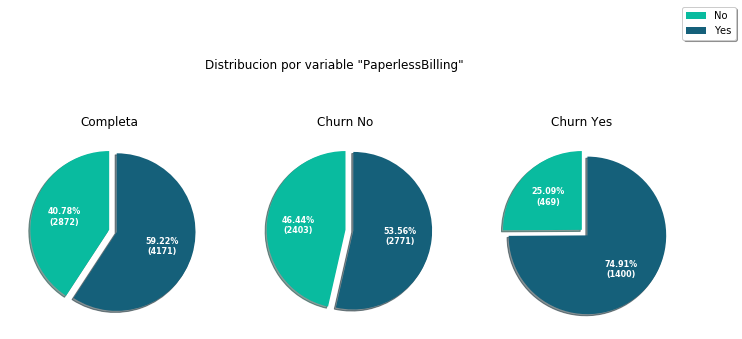 No
Yes
Distribucion por variable "PaperlessBilling"
Completa
Churn No
Churn Yes
40.78%
(2872)
59.22%
(4171)
46.44%
(2403)
53.56%
(2771)
25.09%
(469)
74.91%
(1400)